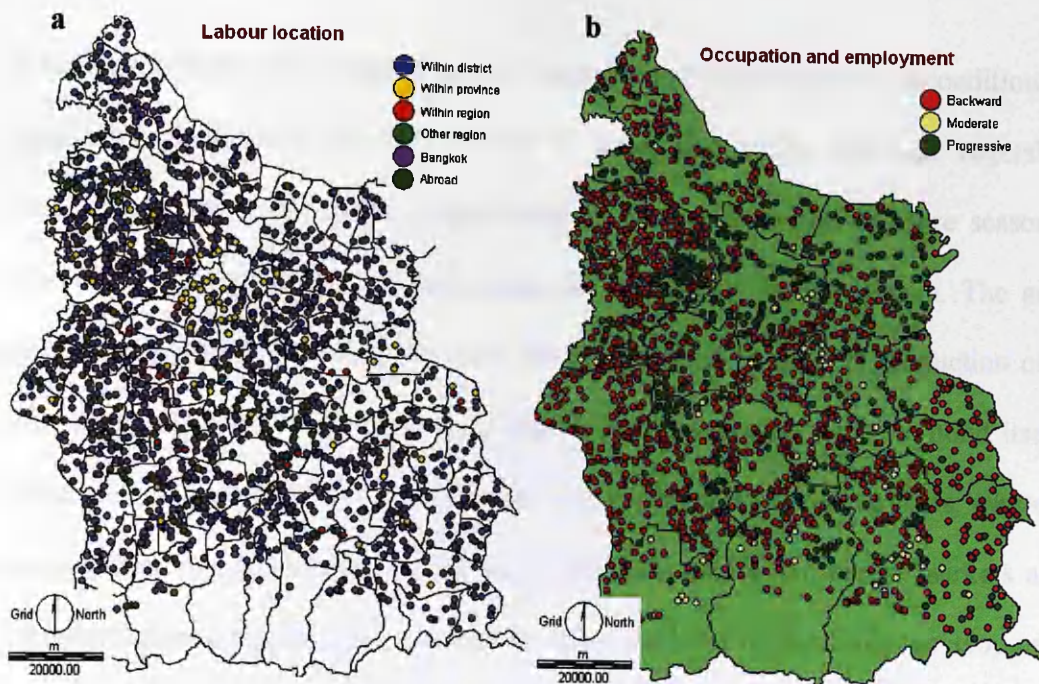 a
Labour location
Within district
Within province
Within region
Other region
Bangkok
Abroad
Grid
North
m
20000.00
b
Occupation and employment
Backward
Moderate
Progressive
Grid
North
m
20000.00